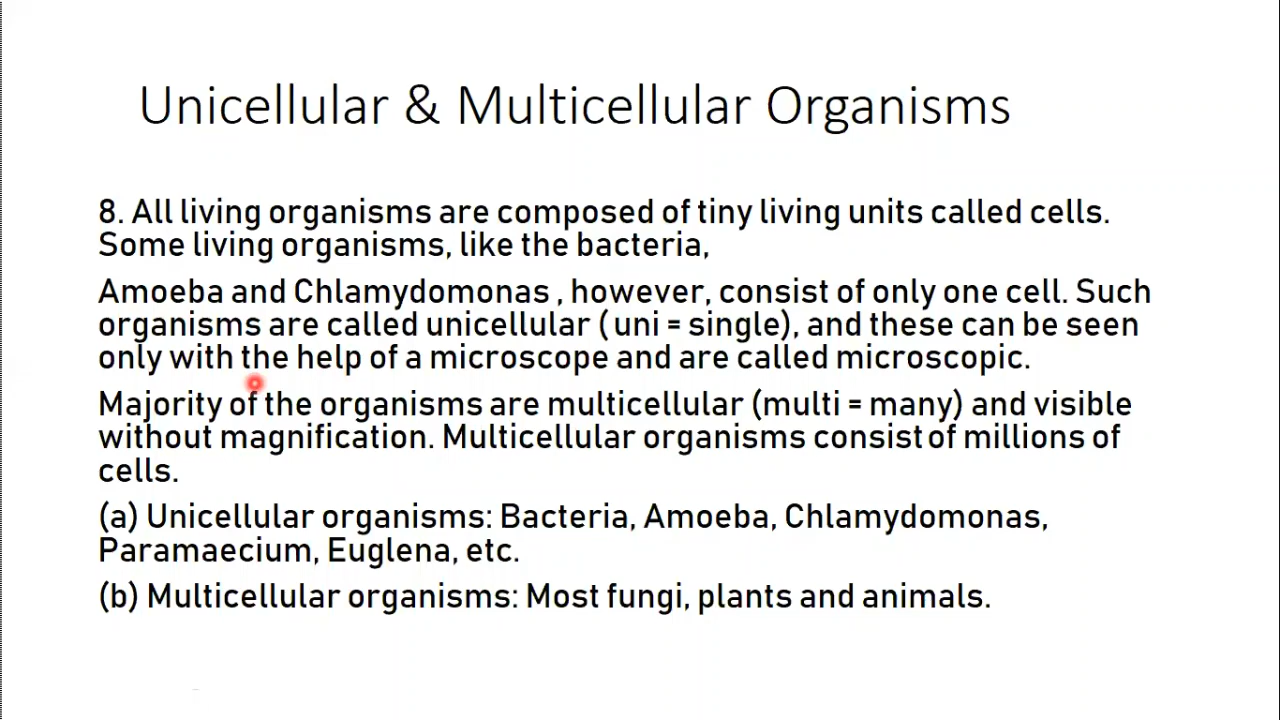 Unicellular & Multicellular Organisms
8. All living organisms are composed of tiny living units called cells.
Some living organisms, like the bacteria,
Amoeba and Chlamydomonas , however, consist of only one cell. Such
organisms are called unicellular ( uni = single), and these can be seen
only with the help of a microscope and are called microscopic.
Majority of the organisms are multicellular (multi = many) and visible
without magnification. Multicellular organisms consist of millions of
cells.
(a) Unicellular organisms: Bacteria, Amoeba, Chlamydomonas,
Paramaecium, Euglena, etc.
(b) Multicellular organisms: Most fungi, plants and animals.